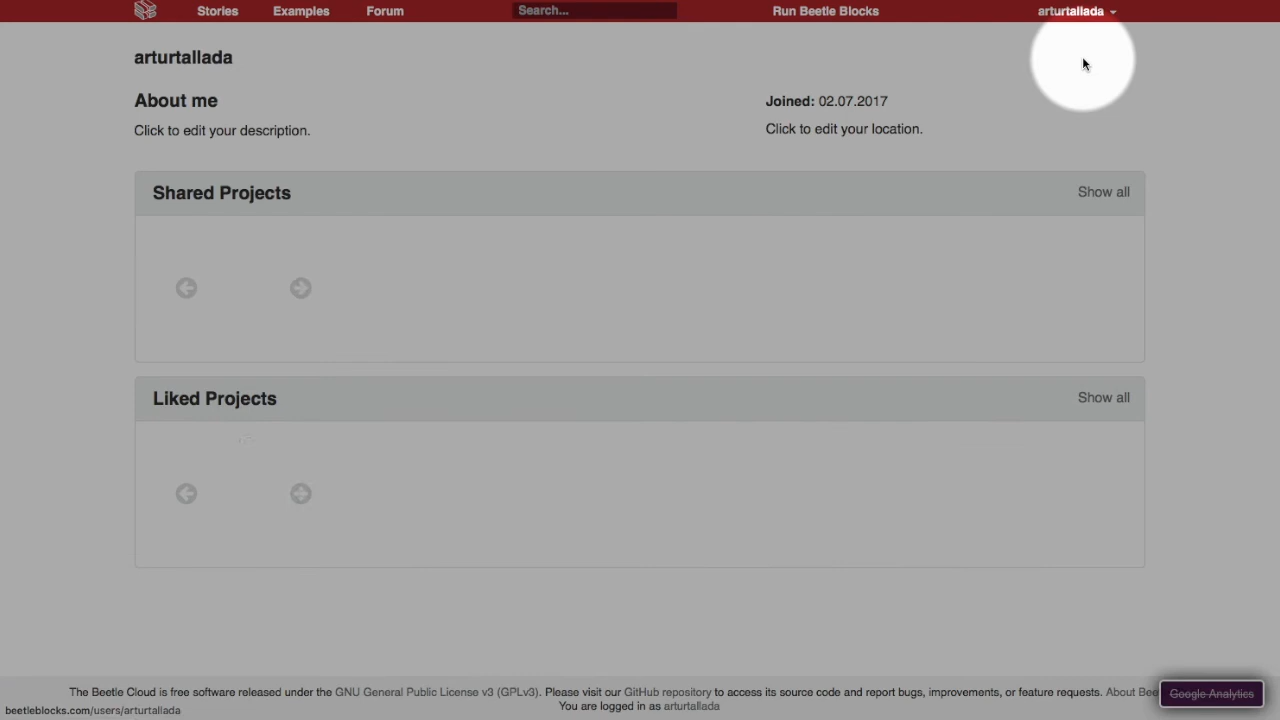 Stories Examples Forum Search... Run Beetle Blocks arturtallada
arturtallada
About me
Joined: 02.07.2017
Click to edit your description.
Click to edit your location.
Shared Projects
Show all
Liked Projects
Show all
The Beetle Cloud is free software released under the GNU General Public License v3 (GPLv3). Please visit our GitHub repository to access its source code and report bugs, improvements, or feature requests. About Bee
Google Analytics
You are logged in as arturtallada
beetleblocks.com/users/arturtallada